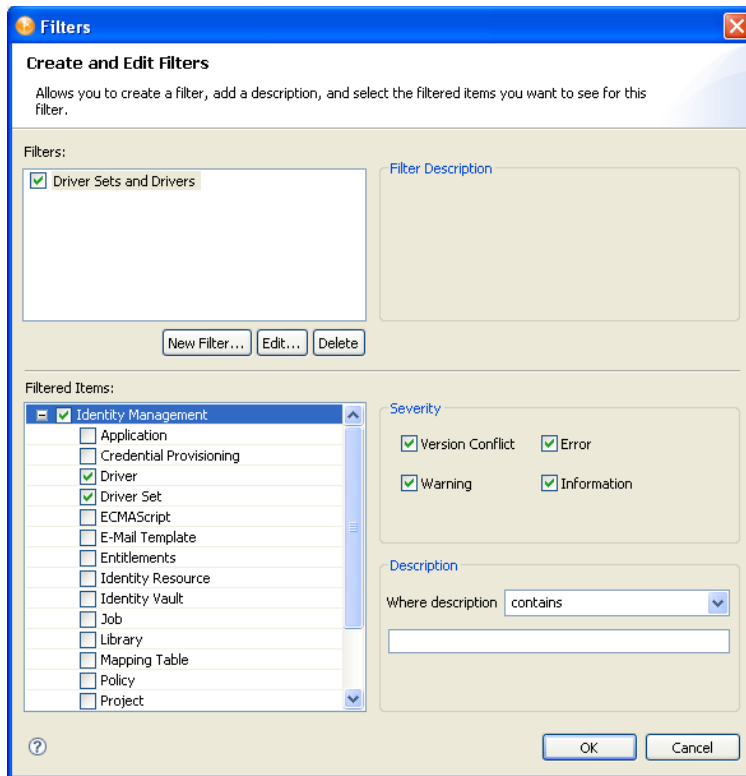 Filters
Create and Edit Filters
Allows you to create a filter, add a description, and select the filtered items you want to see for this
filter.
Filters:
Driver Sets and Drivers
Filter Description
New Filter... Edit... Delete
Filtered Items:
Identity Management
Application
Credential Provisioning
Driver
Driver Set
ECMAScript
E-Mail Template
Entitlements
Identity Resource
Identity Vault
Job
Library
Mapping Table
Policy
Project
Severity
Version Conflict Error
Warning Information
Description
Where description contains
?
OK Cancel